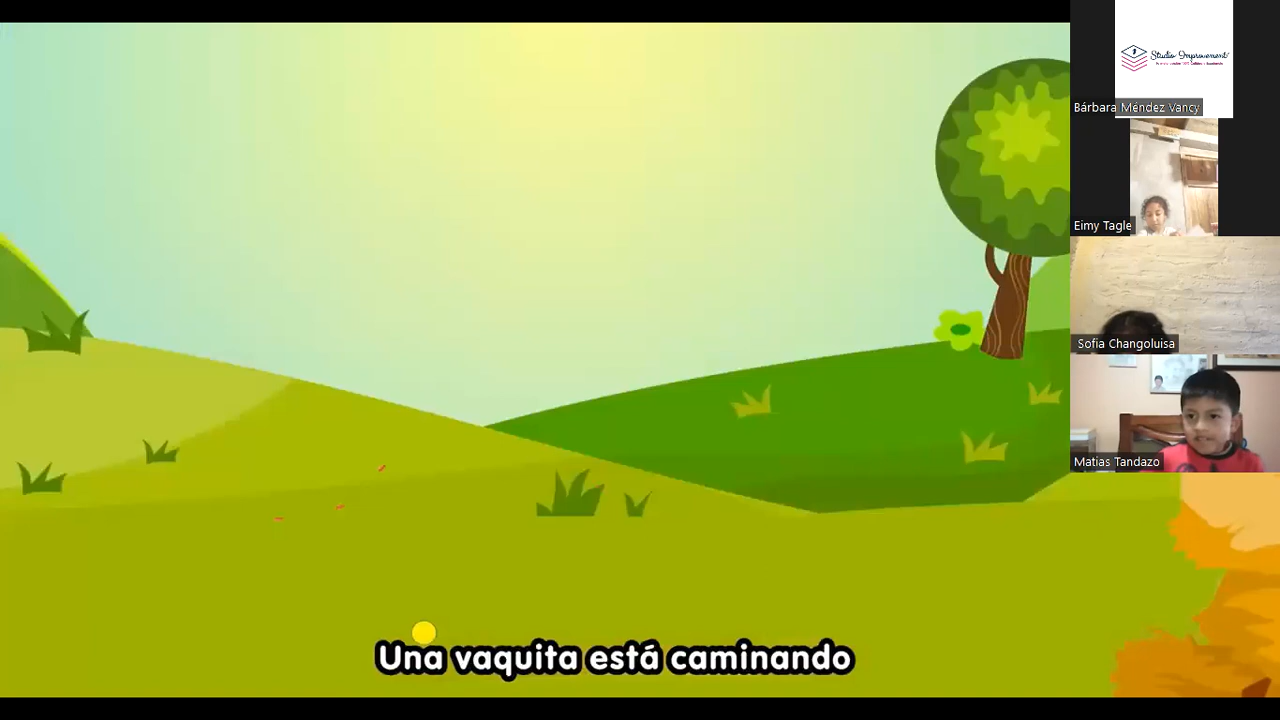 Studio Improvement
Bárbara Méndez Vancy
Eimy Tagle
Sofia Changoluisa
Matias Tandazo
Una vaquita está caminando